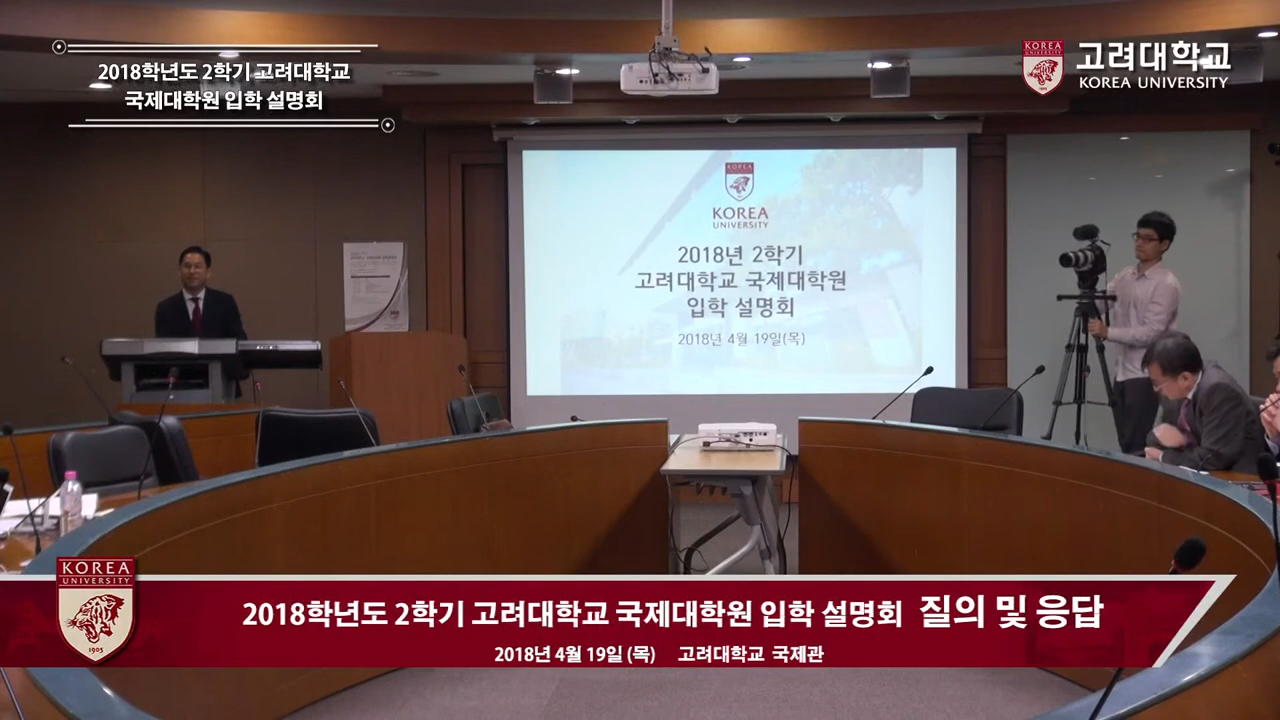 2018학년도 2학기 고려대학교
국제대학원 입학 설명회
KOREA
UNIVERSITY
1905
고려대학교
KOREA UNIVERSITY
KOREA
KOREA
UNIVERSITY
2018년 2학기
고려대학교 국제대학원
입학 설명회
2018년 4월 19일(목)
KOREA
UNIVERSITY
1905
2018학년도 2학기 고려대학교 국제대학원 입학 설명회 질의 및 응답
2018년 4월 19일 (목) 고려대학교 국제관